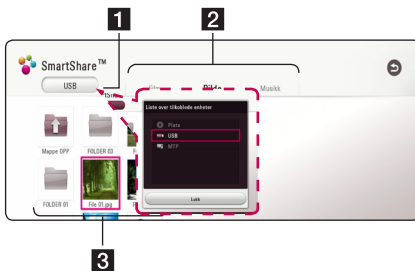 1
2
SmartShare™
USB
Bilde
Musikk
Liste over tilkoblede enheter
Plate
USB
MTP
Lukk
Mappe OPP
FOLDER 03
FOLDER 01
File 01.jpg
3